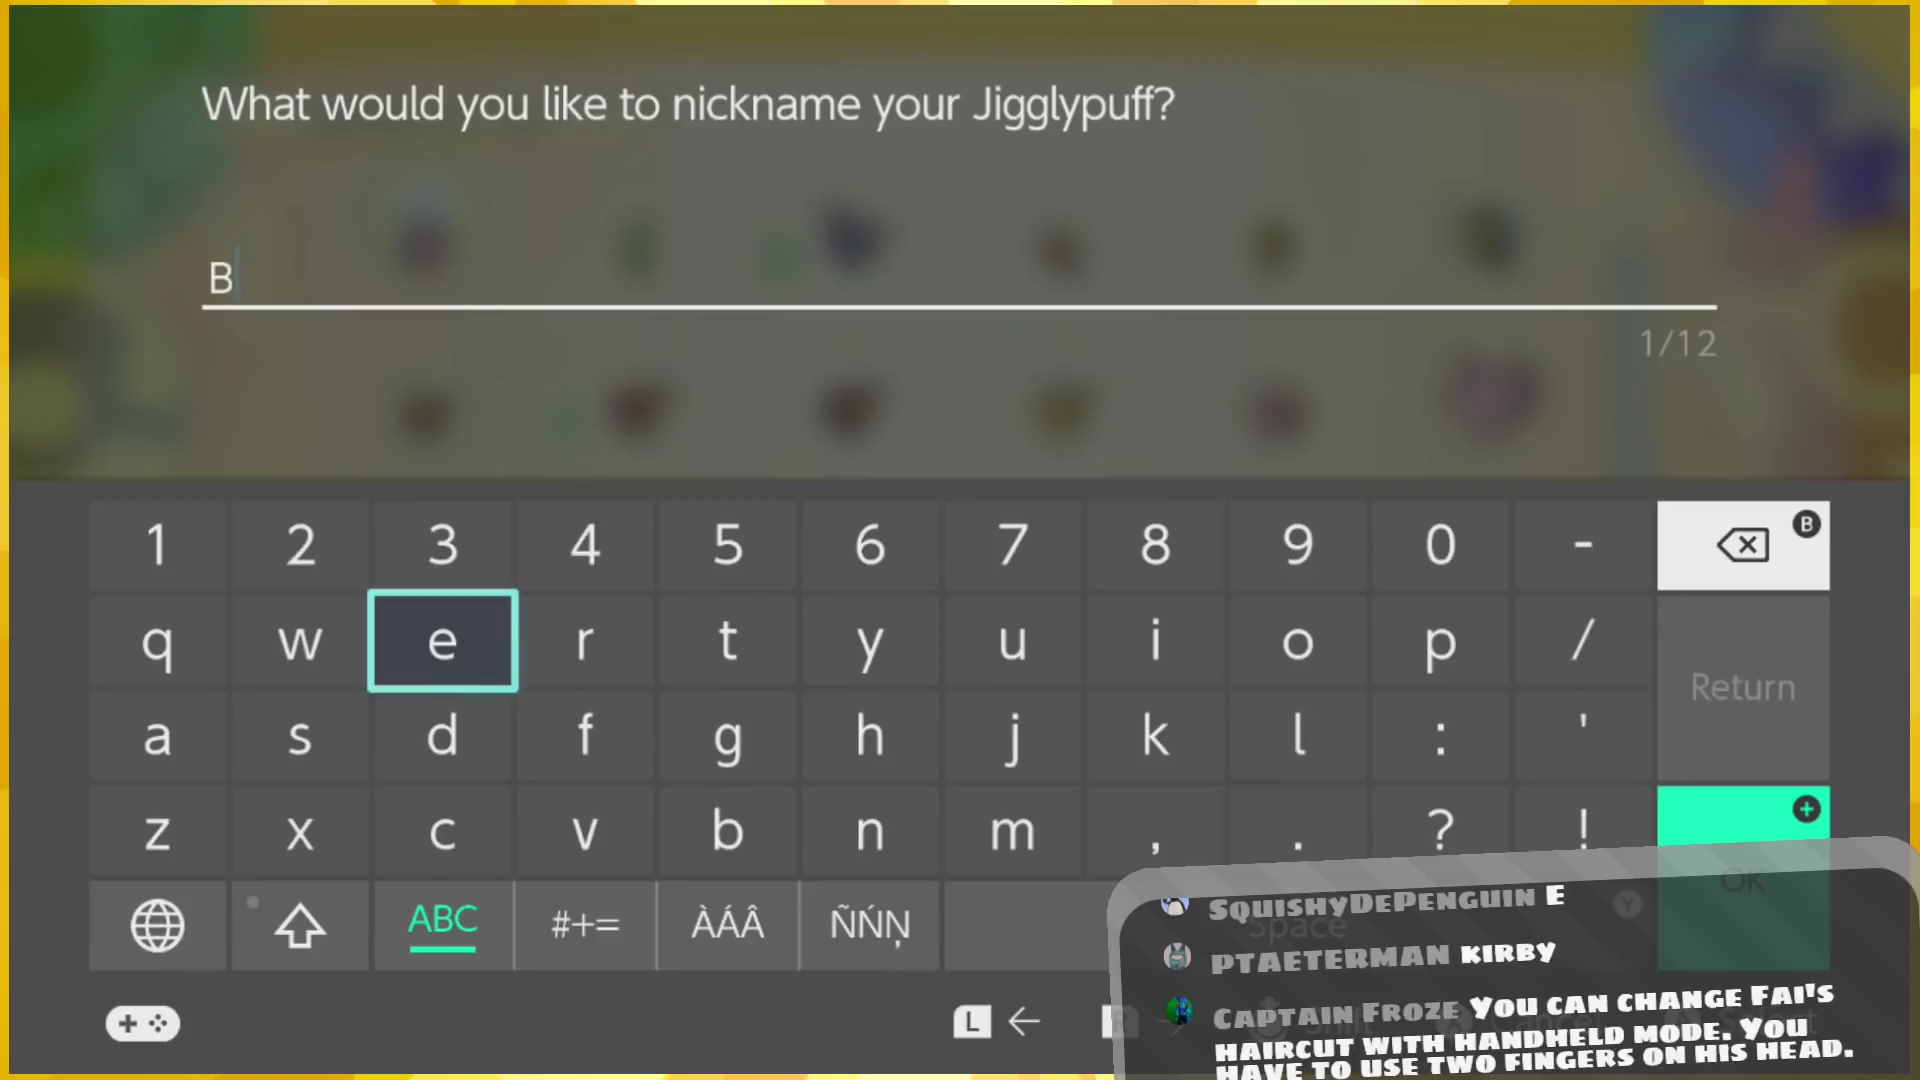 What would you like to nickname your Jigglypuff?
B
1/12
1 2 3 4 5 6 7 8 9 0 - B
q w e r t y u i o p /
Return
a s d f g h j k l : '
z x c v b n m , . ? ! +
OK
ABC #+= ÀÁÂ ÑŃŅ Space Y
L ← R
SquishyDePenguin E
PTAETERMAN KIRBY
Captain Froze You can change Fai's
haircut with handheld mode. You
have to use two fingers on his head.